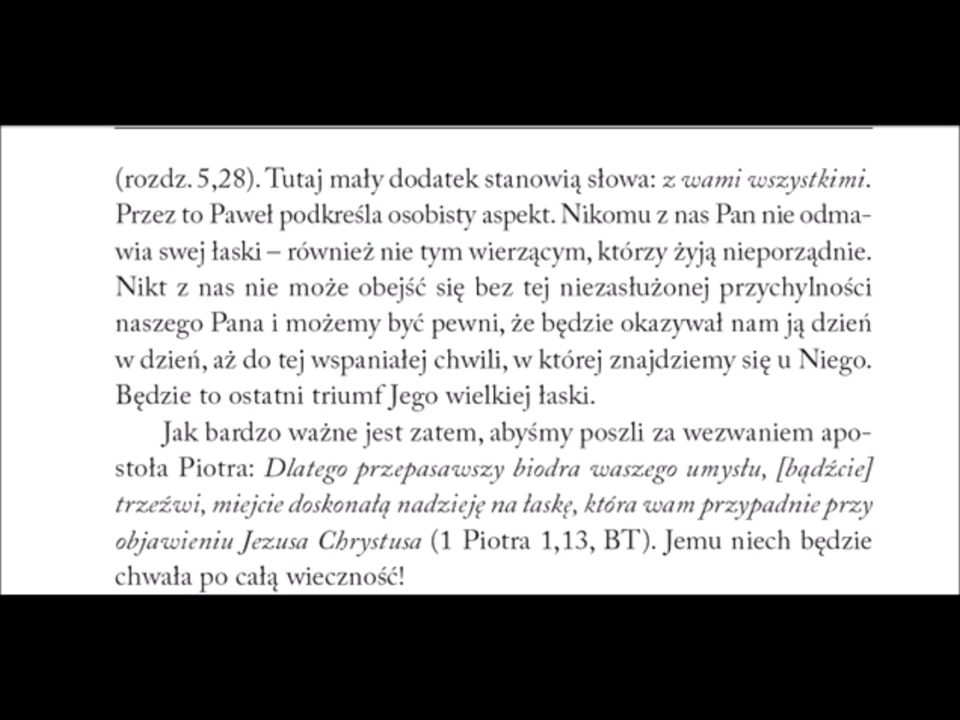 (rozdz. 5,28). Tutaj mały dodatek stanowią słowa: z wami wszystkimi.
Przez to Paweł podkreśla osobisty aspekt. Nikomu z nas Pan nie odma-
wia swej łaski – również nie tym wierzącym, którzy żyją nieporządnie.
Nikt z nas nie może obejść się bez tej niezasłużonej przychylności
naszego Pana i możemy być pewni, że będzie okazywał nam ją dzień
w dzień, aż do tej wspaniałej chwili, w której znajdziemy się u Niego.
Będzie to ostatni triumf Jego wielkiej łaski.
Jak bardzo ważne jest zatem, abyśmy poszli za wezwaniem apo-
stoła Piotra: Dlatego przepasawszy biodra waszego umysłu, [bądźcie]
trzeźwi, miejcie doskonałą nadzieję na łaskę, która wam przypadnie przy
objawieniu Jezusa Chrystusa (1 Piotra 1,13, BT). Jemu niech będzie
chwała po całą wieczność!